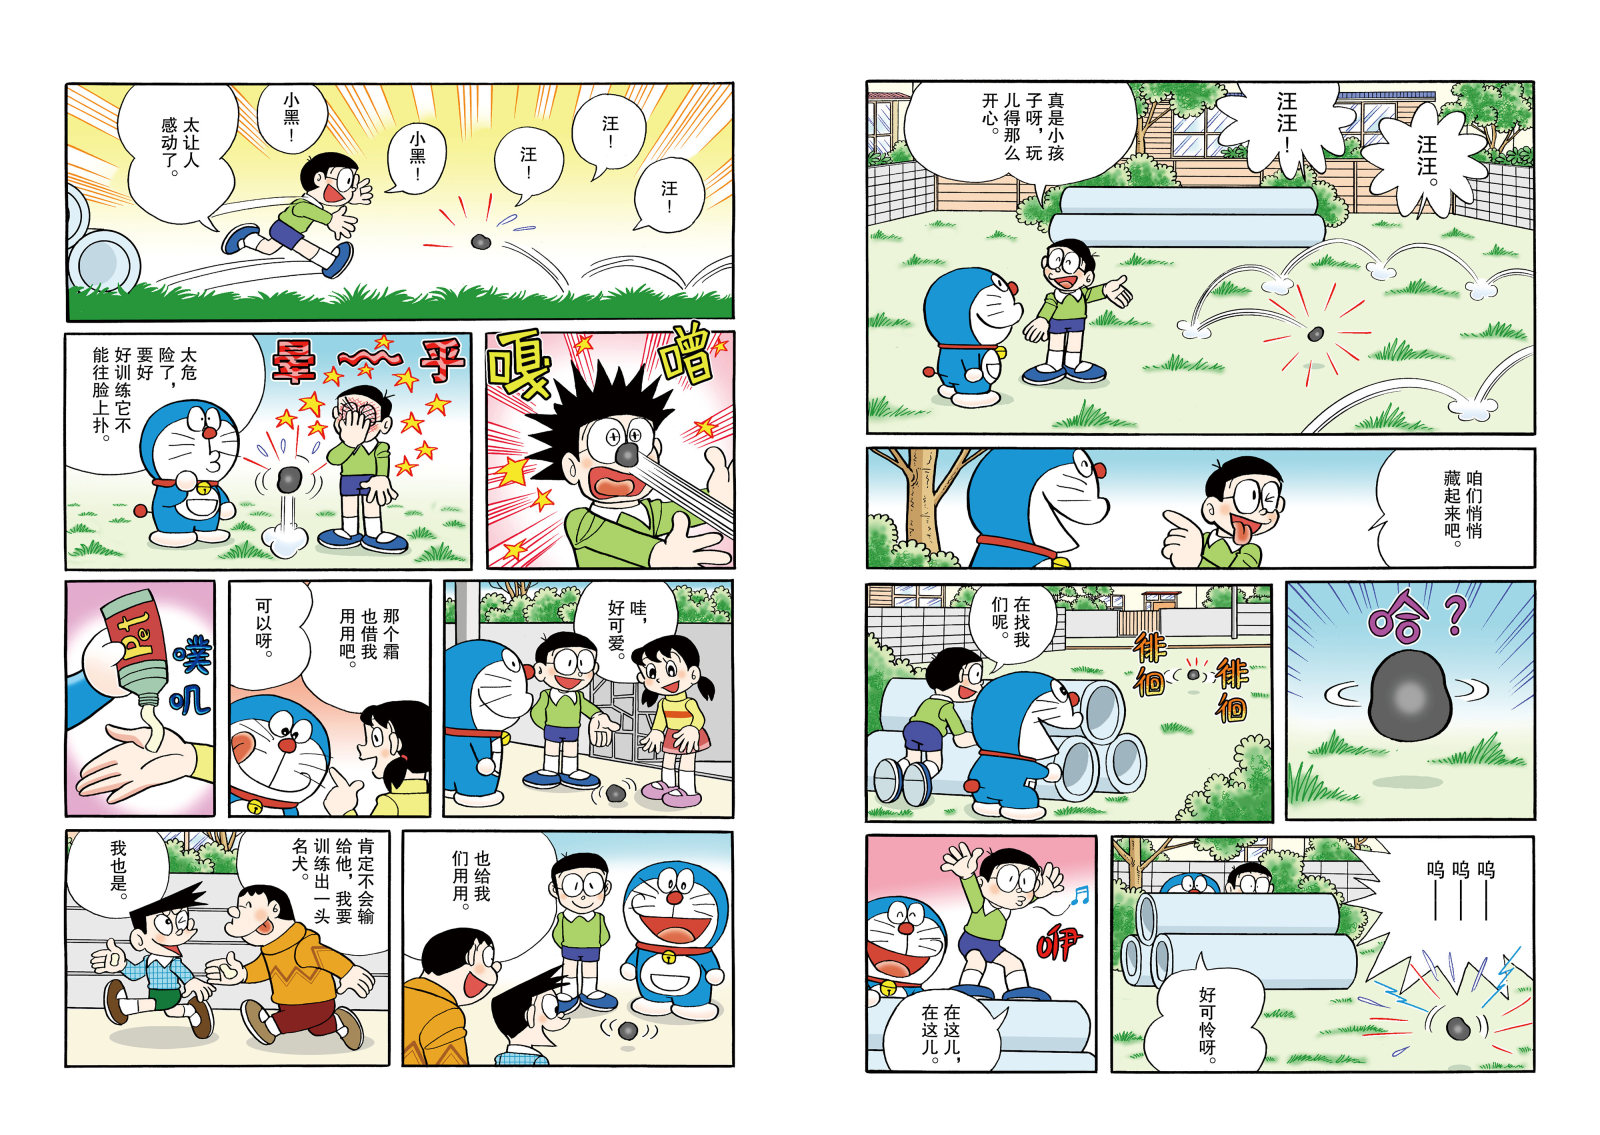 汪汪。
汪汪！
真是小孩
子呀，玩
儿得那么
开心。
咱们悄悄
藏起来吧。
哈？
在找我
们呢。
徘徊
徘徊
呜——
呜——
呜——
好可怜呀。
咿
在这儿，
在这儿。
汪！
汪！
汪！
小黑！
小黑！
太让人
感动了。
嘎噌
晕～乎
太危
险了，
要好
好训练它不
能往脸上扑。
哇，
好可爱。
那个霜
也借我
用用吧。
可以呀。
Pet
噗叽
也给我
们用用。
肯定不会输
给他，我要
训练出一头
名犬。
我也是。